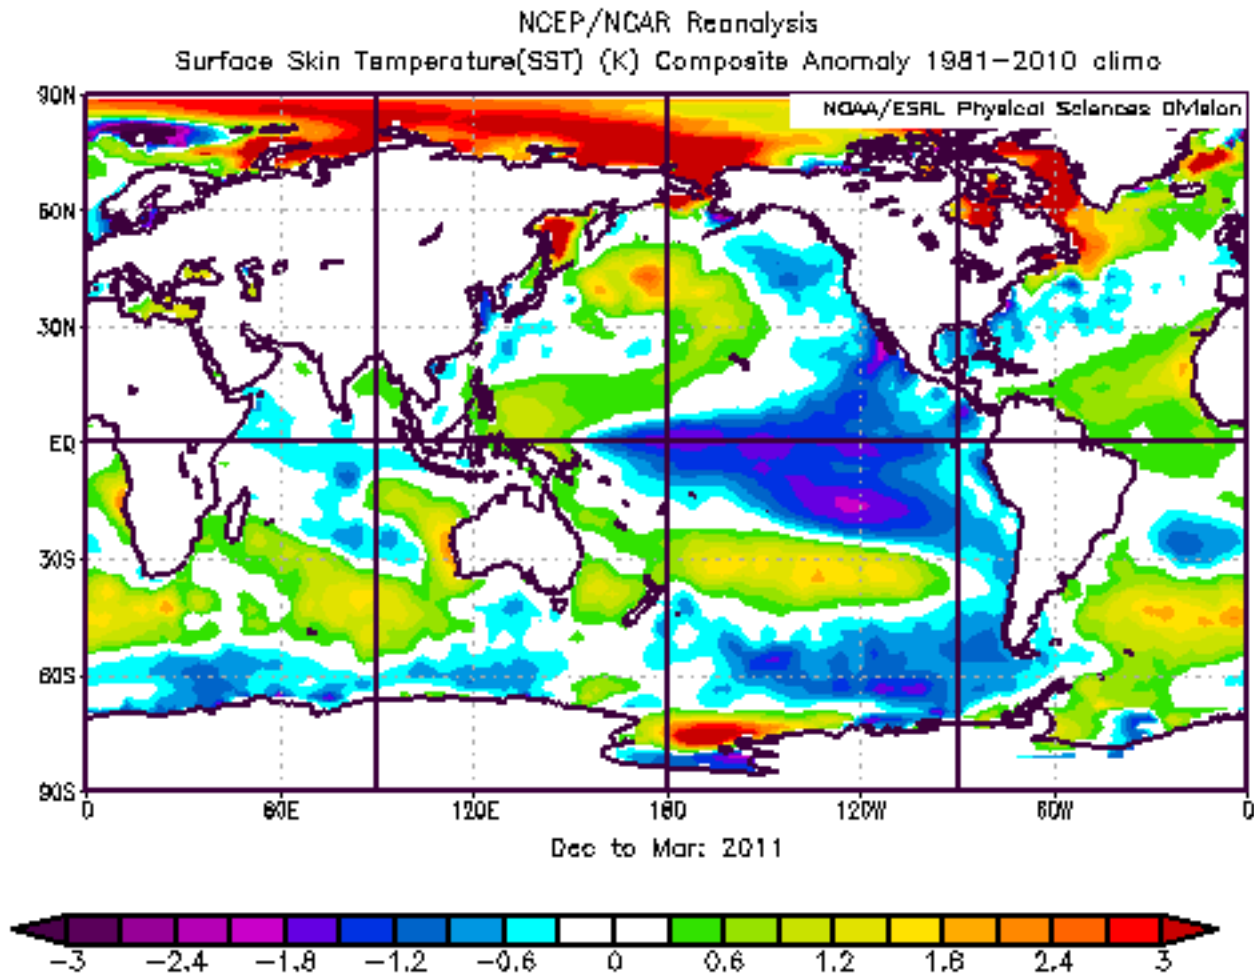 NCEP/NCAR Reanalysis
Surface Skin Temperature(SST) (K) Composite Anomaly 1981-2010 climo
NOAA/ESRL Physical Sciences Division
90N
60N
30N
EQ
30S
60S
90S
0 60E 120E 180 120W 60W 0
Dec to Mar: 2011
-3 -2.4 -1.8 -1.2 -0.6 0 0.6 1.2 1.8 2.4 3